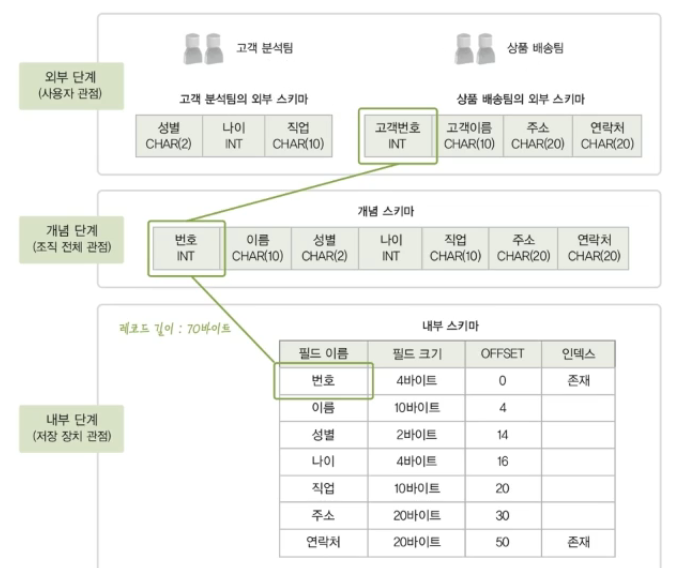 고객 분석팀
상품 배송팀
외부 단계
(사용자 관점)
고객 분석팀의 외부 스키마
상품 배송팀의 외부 스키마
성별 나이 직업
CHAR(2) INT CHAR(10)
고객번호 고객이름 주소 연락처
INT CHAR(10) CHAR(20) CHAR(20)
개념 단계
(조직 전체 관점)
개념 스키마
번호 이름 성별 나이 직업 주소 연락처
INT CHAR(10) CHAR(2) INT CHAR(10) CHAR(20) CHAR(20)
레코드 길이 : 70바이트
내부 스키마
내부 단계
(저장 장치 관점)
필드 이름 필드 크기 OFFSET 인덱스
번호 4바이트 0 존재
이름 10바이트 4
성별 2바이트 14
나이 4바이트 16
직업 10바이트 20
주소 20바이트 30
연락처 20바이트 50 존재